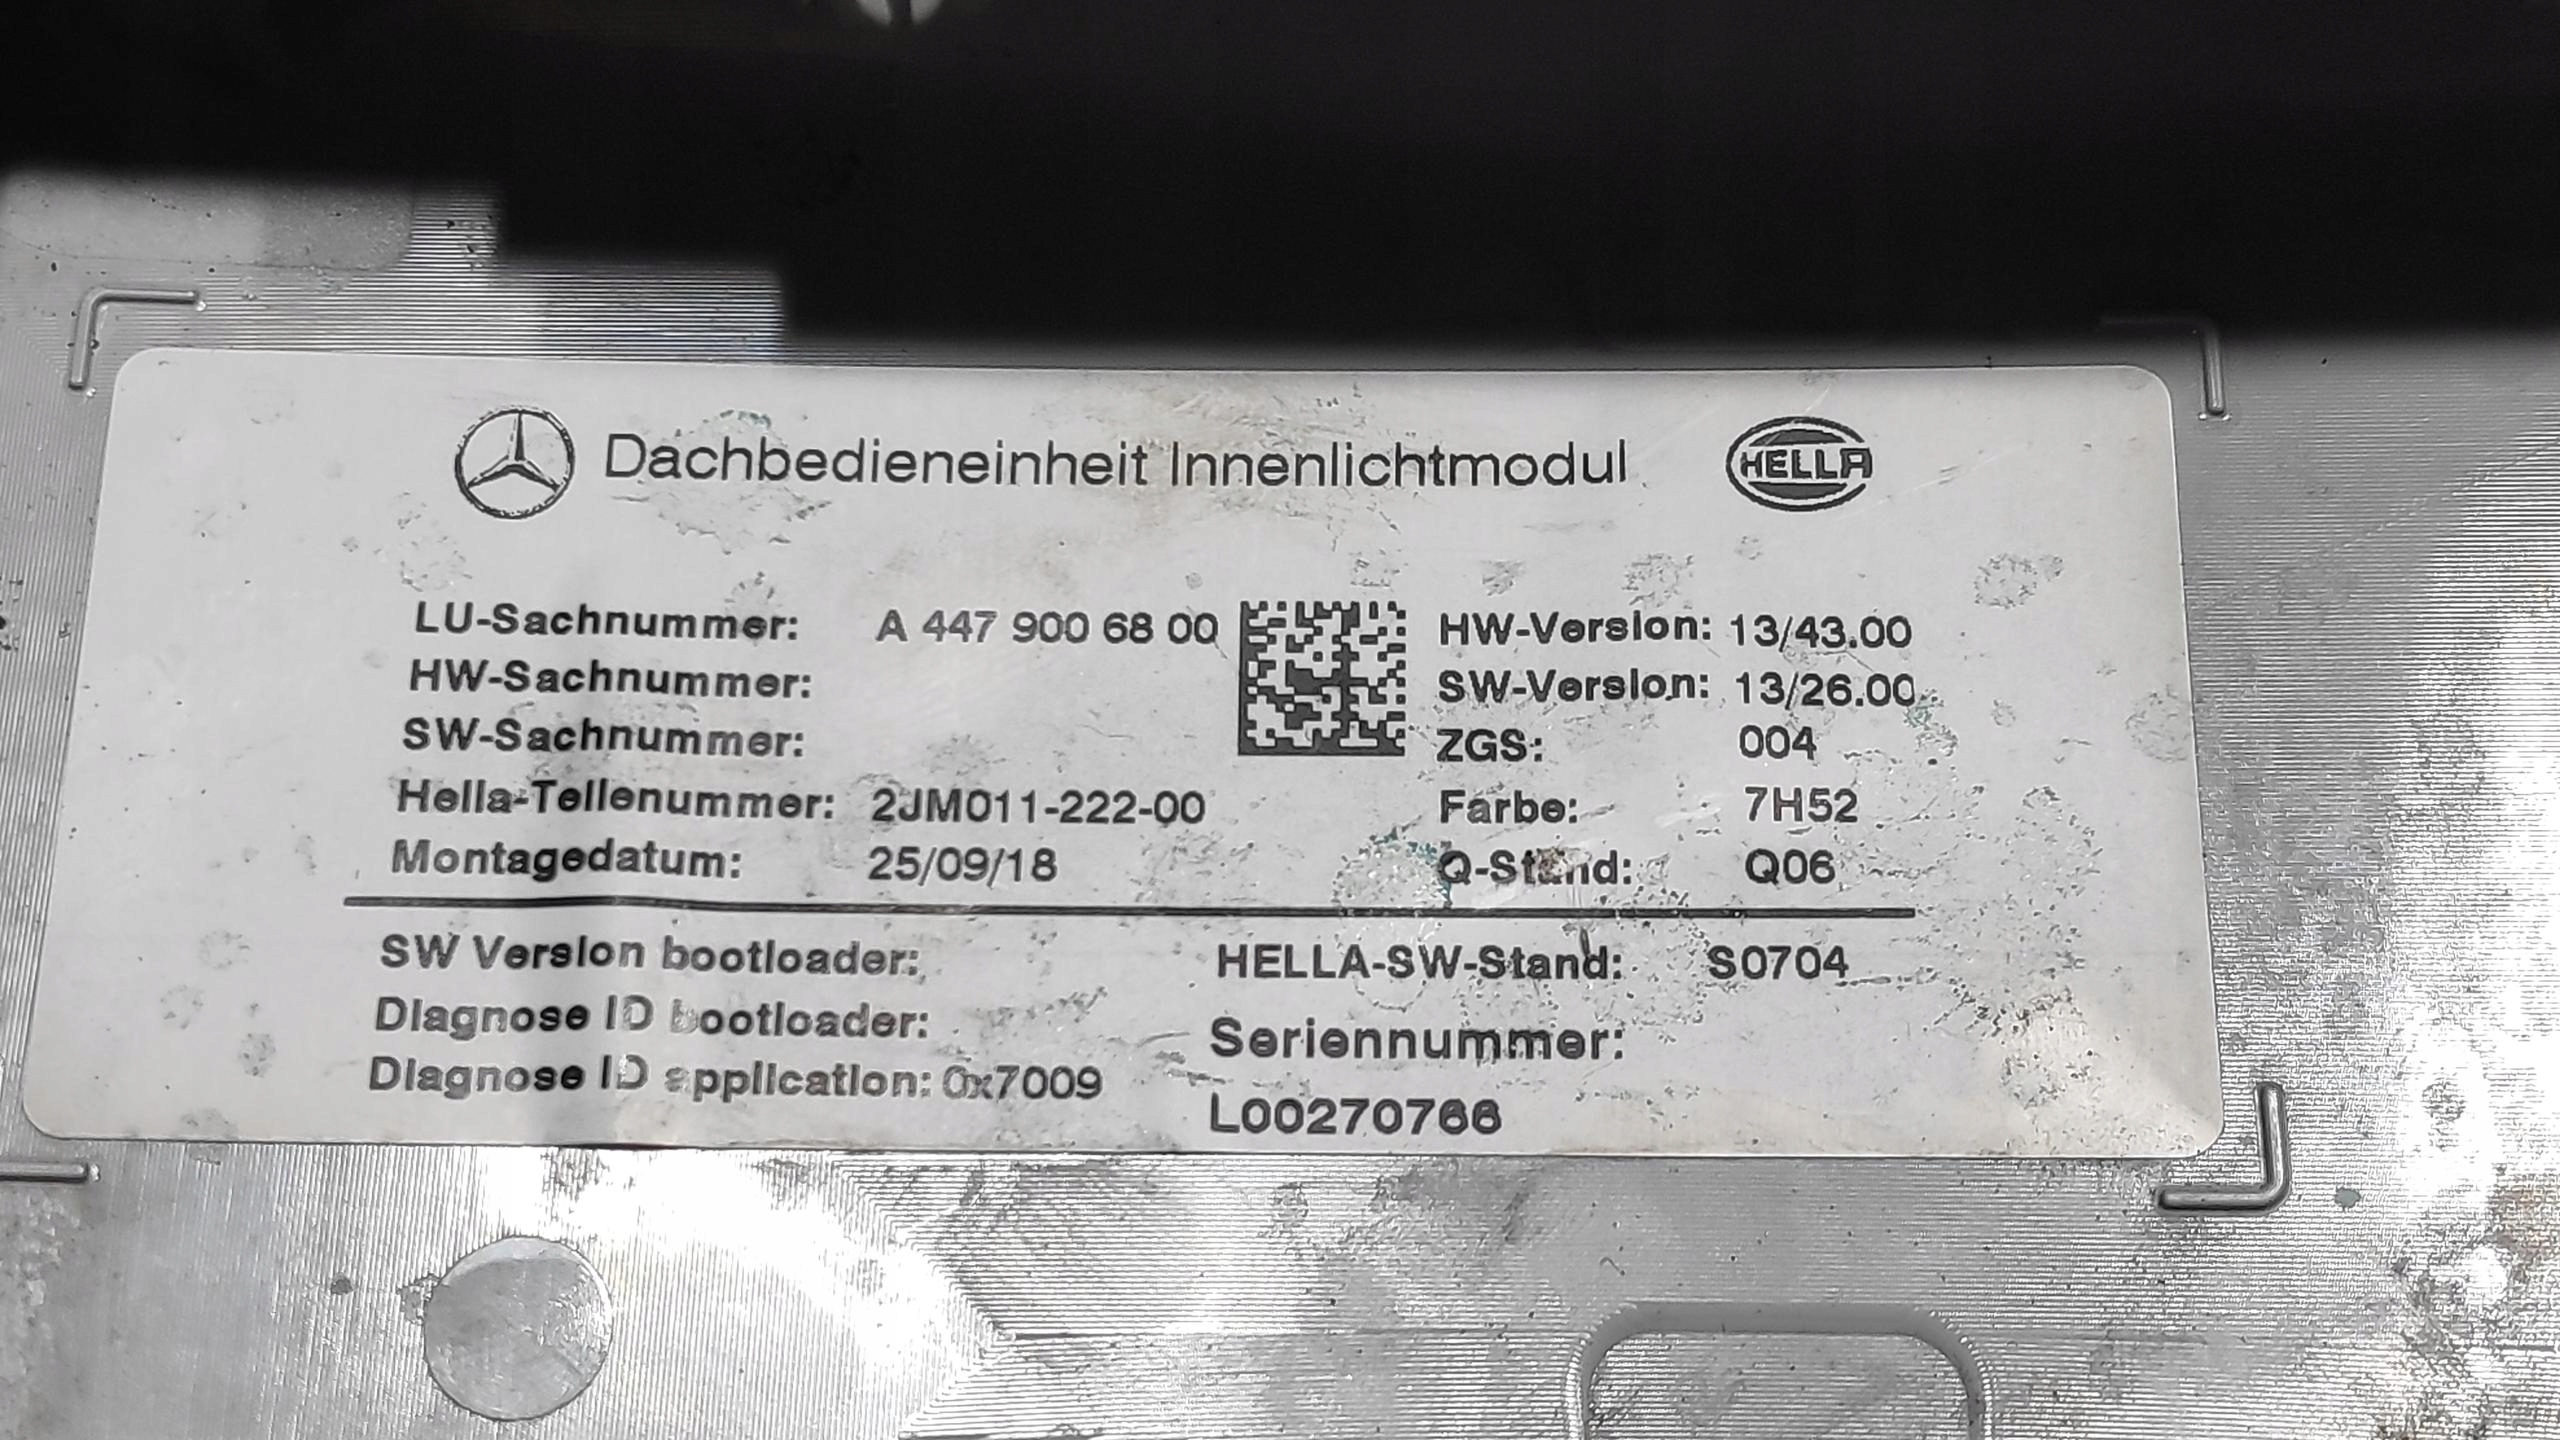 Dachbedieneinheit Innenlichtmodul HELLA
LU-Sachnummer: A 447 900 68 00
HW-Sachnummer:
SW-Sachnummer:
Hella-Teilenummer: 2JM011-222-00
Montagedatum: 25/09/18
HW-Version: 13/43.00
SW-Version: 13/26.00
ZGS: 004
Farbe: 7H52
Q-Stand: Q06
SW Version bootloader:
Diagnose ID bootloader:
Diagnose ID application: 0x7009
HELLA-SW-Stand: S0704
Seriennummer:
L00270766